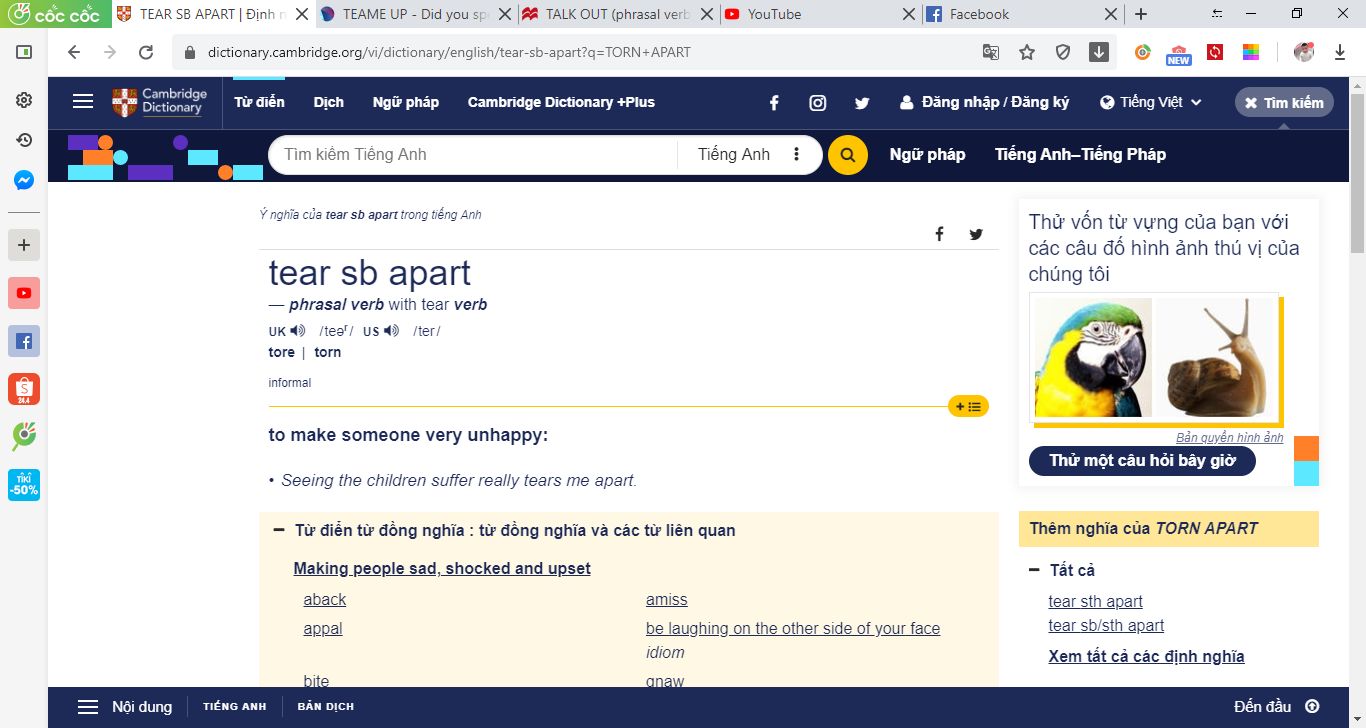 cốc cốc
TEAR SB APART | Định n
TEAME UP - Did you spe
TALK OUT (phrasal verb
YouTube
Facebook
dictionary.cambridge.org/vi/dictionary/english/tear-sb-apart?q=TORN+APART
NEW
Cambridge
Dictionary
Từ điển
Dịch
Ngữ pháp
Cambridge Dictionary +Plus
Đăng nhập / Đăng ký
Tiếng Việt
Tìm kiếm
Tìm kiếm Tiếng Anh
Tiếng Anh
Ngữ pháp
Tiếng Anh–Tiếng Pháp
Ý nghĩa của tear sb apart trong tiếng Anh
tear sb apart
— phrasal verb with tear verb
UK /teəʳ/ US /ter/
tore | torn
informal
to make someone very unhappy:
• Seeing the children suffer really tears me apart.
Từ điển từ đồng nghĩa : từ đồng nghĩa và các từ liên quan
Making people sad, shocked and upset
aback
amiss
appal
be laughing on the other side of your face
idiom
bite
gnaw
Thử vốn từ vựng của bạn với
các câu đố hình ảnh thú vị của
chúng tôi
Bản quyền hình ảnh
Thử một câu hỏi bây giờ
Thêm nghĩa của TORN APART
Tất cả
tear sth apart
tear sb/sth apart
Xem tất cả các định nghĩa
24.4
TIKI
-50%
Nội dung
TIẾNG ANH
BẢN DỊCH
Đến đầu